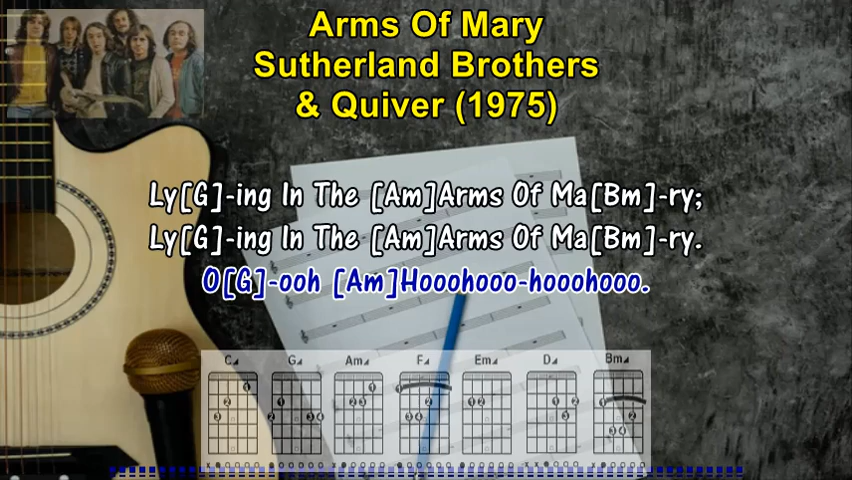 Arms Of Mary
Sutherland Brothers
& Quiver (1975)
Ly[G]-ing In The [Am]Arms Of Ma[Bm]-ry;
Ly[G]-ing In The [Am]Arms Of Ma[Bm]-ry.
O[G]-ooh [Am]Hooohooo-hooohooo.
C G Am F Em D Bm